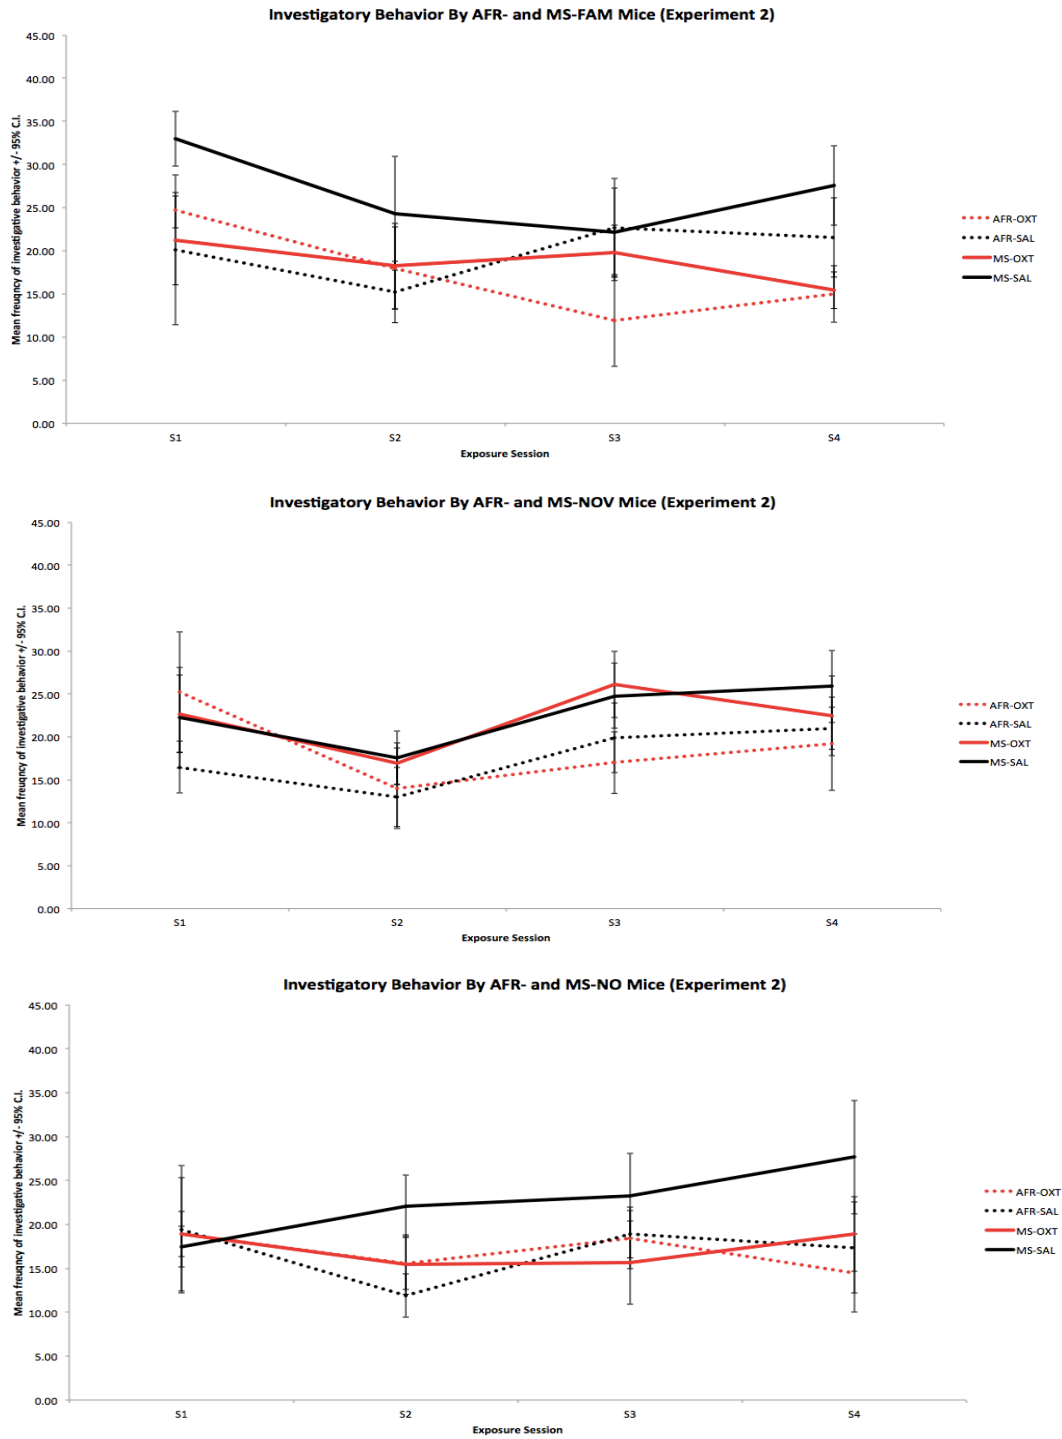 Investigatory Behavior By AFR- and MS-FAM Mice (Experiment 2)
Mean freuqncy of investigative behavior +/- 95% C.I.
45.00
40.00
35.00
30.00
25.00
20.00
15.00
10.00
5.00
0.00
S1
S2
S3
S4
Exposure Session
AFR-OXT
AFR-SAL
MS-OXT
MS-SAL
Investigatory Behavior By AFR- and MS-NOV Mice (Experiment 2)
Mean freuqncy of investigative behavior +/- 95% C.I.
45.00
40.00
35.00
30.00
25.00
20.00
15.00
10.00
5.00
0.00
S1
S2
S3
S4
Exposure Session
AFR-OXT
AFR-SAL
MS-OXT
MS-SAL
Investigatory Behavior By AFR- and MS-NO Mice (Experiment 2)
Mean freuqncy of investigative behavior +/- 95% C.I.
45.00
40.00
35.00
30.00
25.00
20.00
15.00
10.00
5.00
0.00
S1
S2
S3
S4
Exposure Session
AFR-OXT
AFR-SAL
MS-OXT
MS-SAL